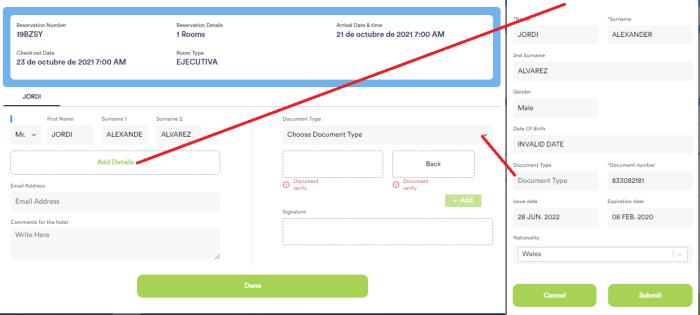 Reservation Number
Reservation Details
Arrival Date & time
19BZSY
1 Rooms
21 de octubre de 2021 7:00 AM
Check out Date
Room Type
23 de octubre de 2021 7:00 AM
EJECUTIVA
JORDI
First Name
Surname 1
Surname 2
Mr.
JORDI
ALEXANDE
ALVAREZ
Add Details
Email Address
Email Address
Comments for the hotel
Write Here
Document Type
Choose Document Type
Back
Document
verify
Document
verify
+ Add
Signature
Done
*Surname
JORDI
ALEXANDER
2nd Surname
ALVAREZ
Gender
Male
Date Of Birth
INVALID DATE
Document Type
*Document number
Document Type
833082181
Issue date
Expiration date
28 JUN. 2022
08 FEB. 2020
Nationality
Wales
Cancel
Submit